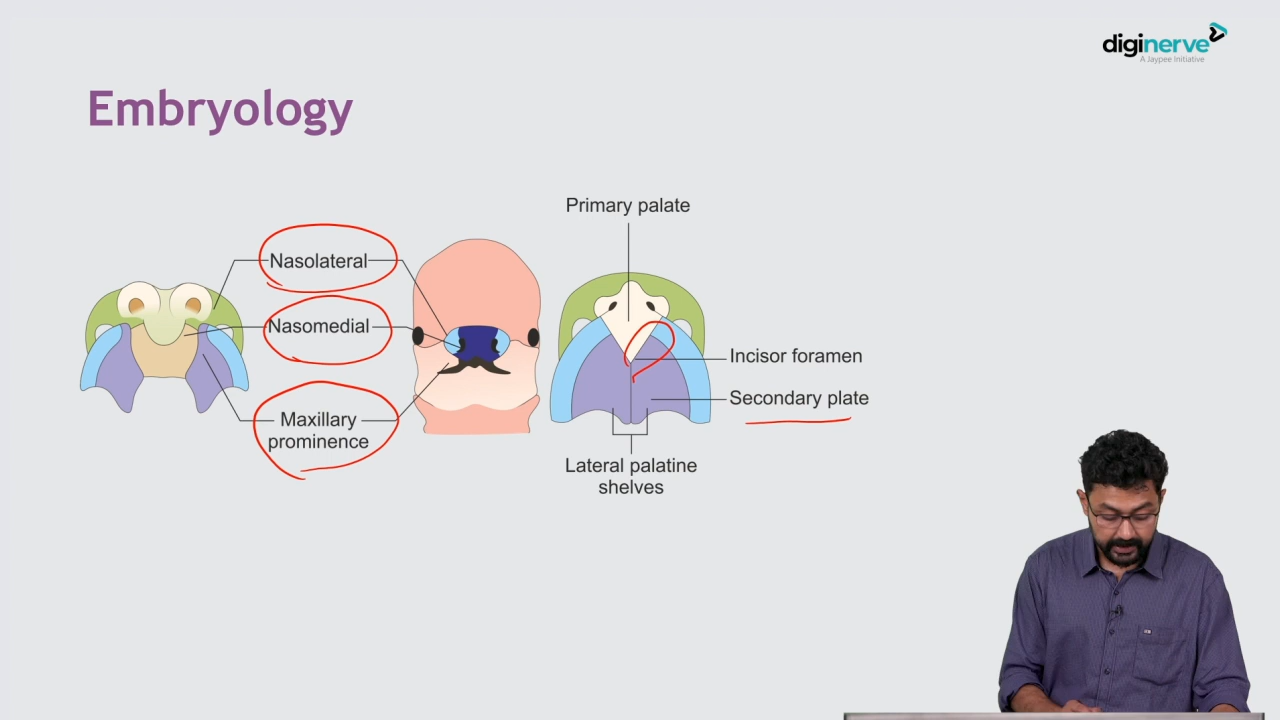 diginerve
A Jaypee Initiative
Embryology
Primary palate
Nasolateral
Nasomedial
Incisor foramen
Secondary plate
Maxillary
prominence
Lateral palatine
shelves